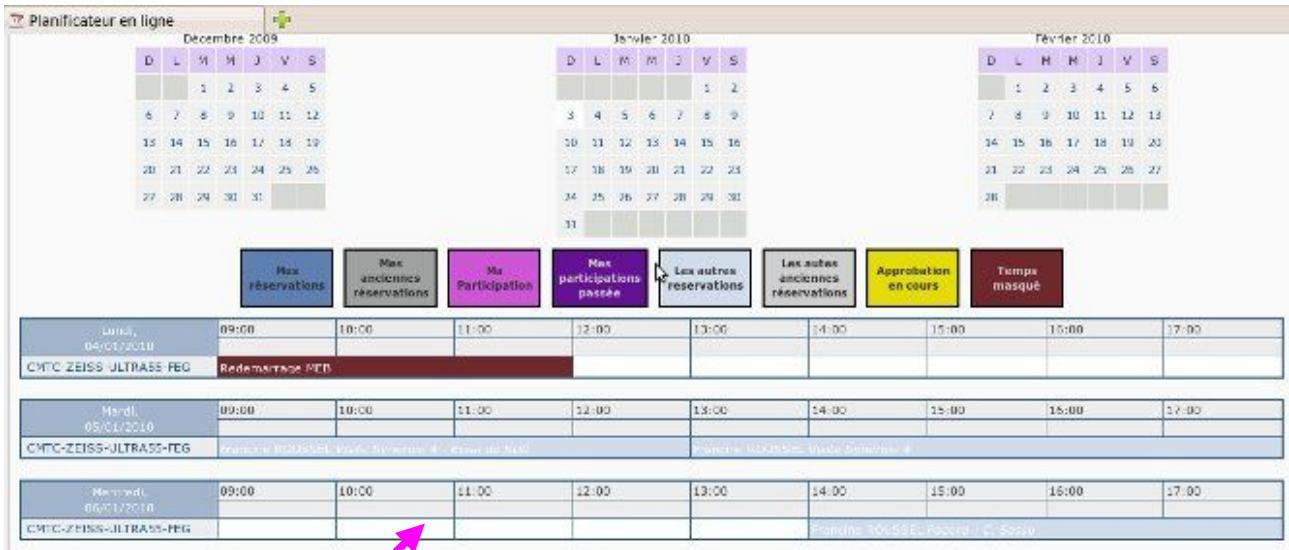 Planificateur en ligne
Décembre 2009
D L M M J V S
1 2 3 4 5
6 7 8 9 10 11 12
13 14 15 16 17 18 19
20 21 22 23 24 25 26
27 28 29 30 31
Janvier 2010
D L M M J V S
1 2
3 4 5 6 7 8 9
10 11 12 13 14 15 16
17 18 19 20 21 22 23
24 25 26 27 28 29 30
31
Février 2010
D L M M J V S
1 2 3 4 5 6
7 8 9 10 11 12 13
14 15 16 17 18 19 20
21 22 23 24 25 26 27
28
Mes
réservations
Mes
anciennes
réservations
Ma
Participation
Mes
participations
passée
Les autres
reservations
Les autes
anciennes
réservations
Approbation
en cours
Temps
masqué
Lundi, 09:00 10:00 11:00 12:00 13:00 14:00 15:00 16:00 17:00
04/01/2010
CMTC-ZEISS-ULTRA55-FEG Redemarrage MEB
Mardi, 09:00 10:00 11:00 12:00 13:00 14:00 15:00 16:00 17:00
05/01/2010
CMTC-ZEISS-ULTRA55-FEG Francine ROUSSEL Francine ROUSSEL
Mercredi, 09:00 10:00 11:00 12:00 13:00 14:00 15:00 16:00 17:00
06/01/2010
CMTC-ZEISS-ULTRA55-FEG Francine ROUSSEL